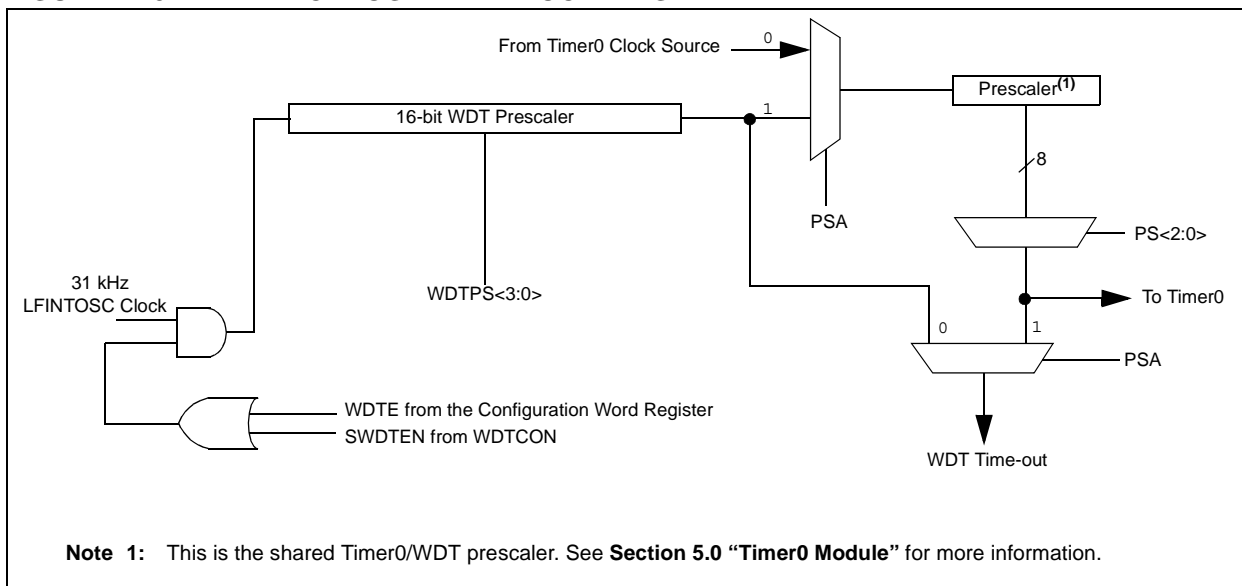 From Timer0 Clock Source
0
Prescaler(1)
16-bit WDT Prescaler
1
8
PSA
PS<2:0>
31 kHz
LFINTOSC Clock
WDTPS<3:0>
To Timer0
0
1
PSA
WDTE from the Configuration Word Register
SWDTEN from WDTCON
WDT Time-out
Note 1: This is the shared Timer0/WDT prescaler. See Section 5.0 “Timer0 Module” for more information.